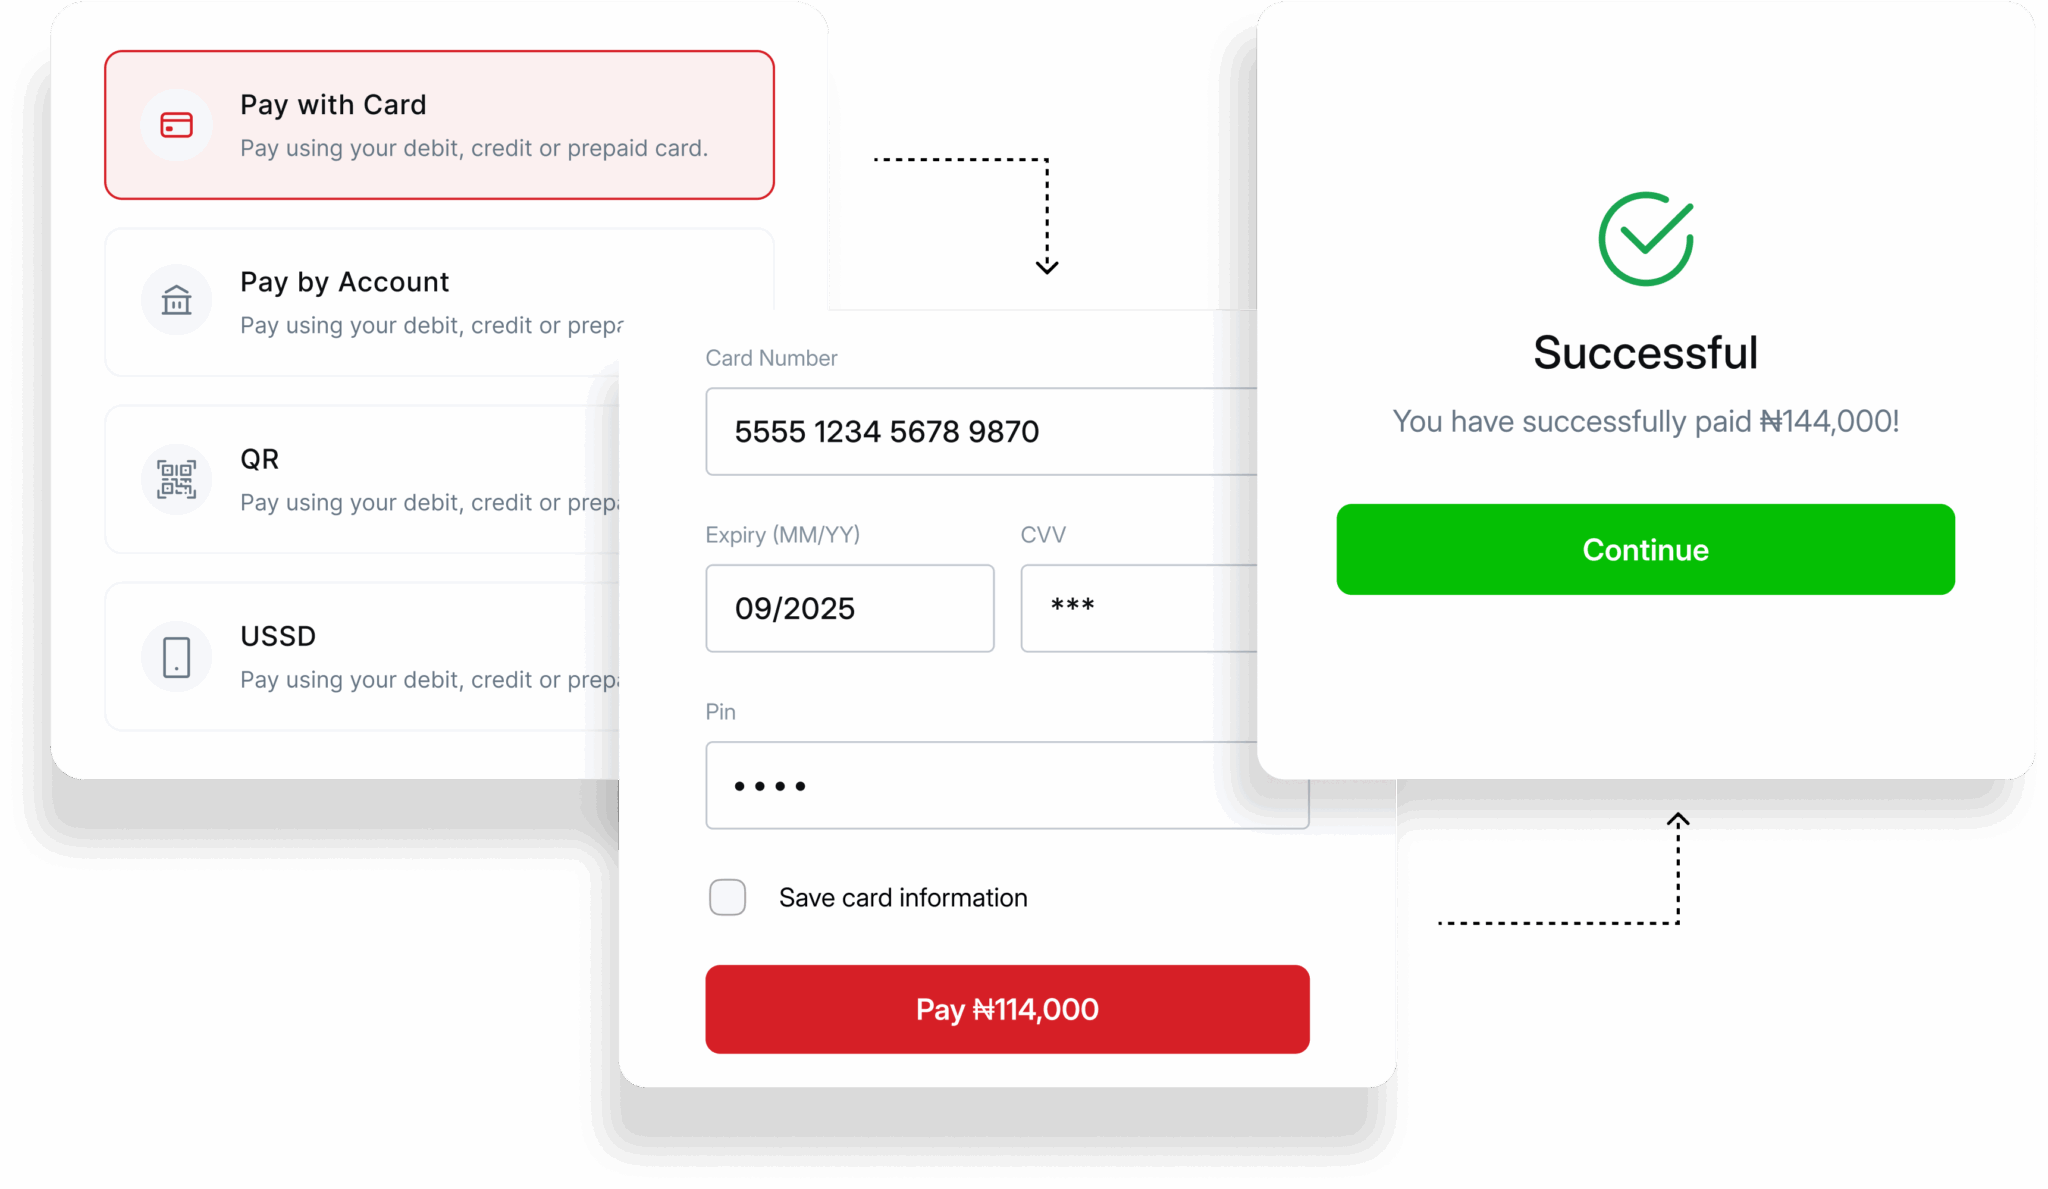 Pay with Card
Pay using your debit, credit or prepaid card.
Pay by Account
Pay using your debit, credit or
QR
Pay using your debit, credit or
USSD
Pay using your debit, credit or
Card Number
5555 1234 5678 9870
Expiry (MM/YY)
CVV
09/2025
***
Pin
••••
Save card information
Pay ₦114,000
Successful
You have successfully paid ₦144,000!
Continue